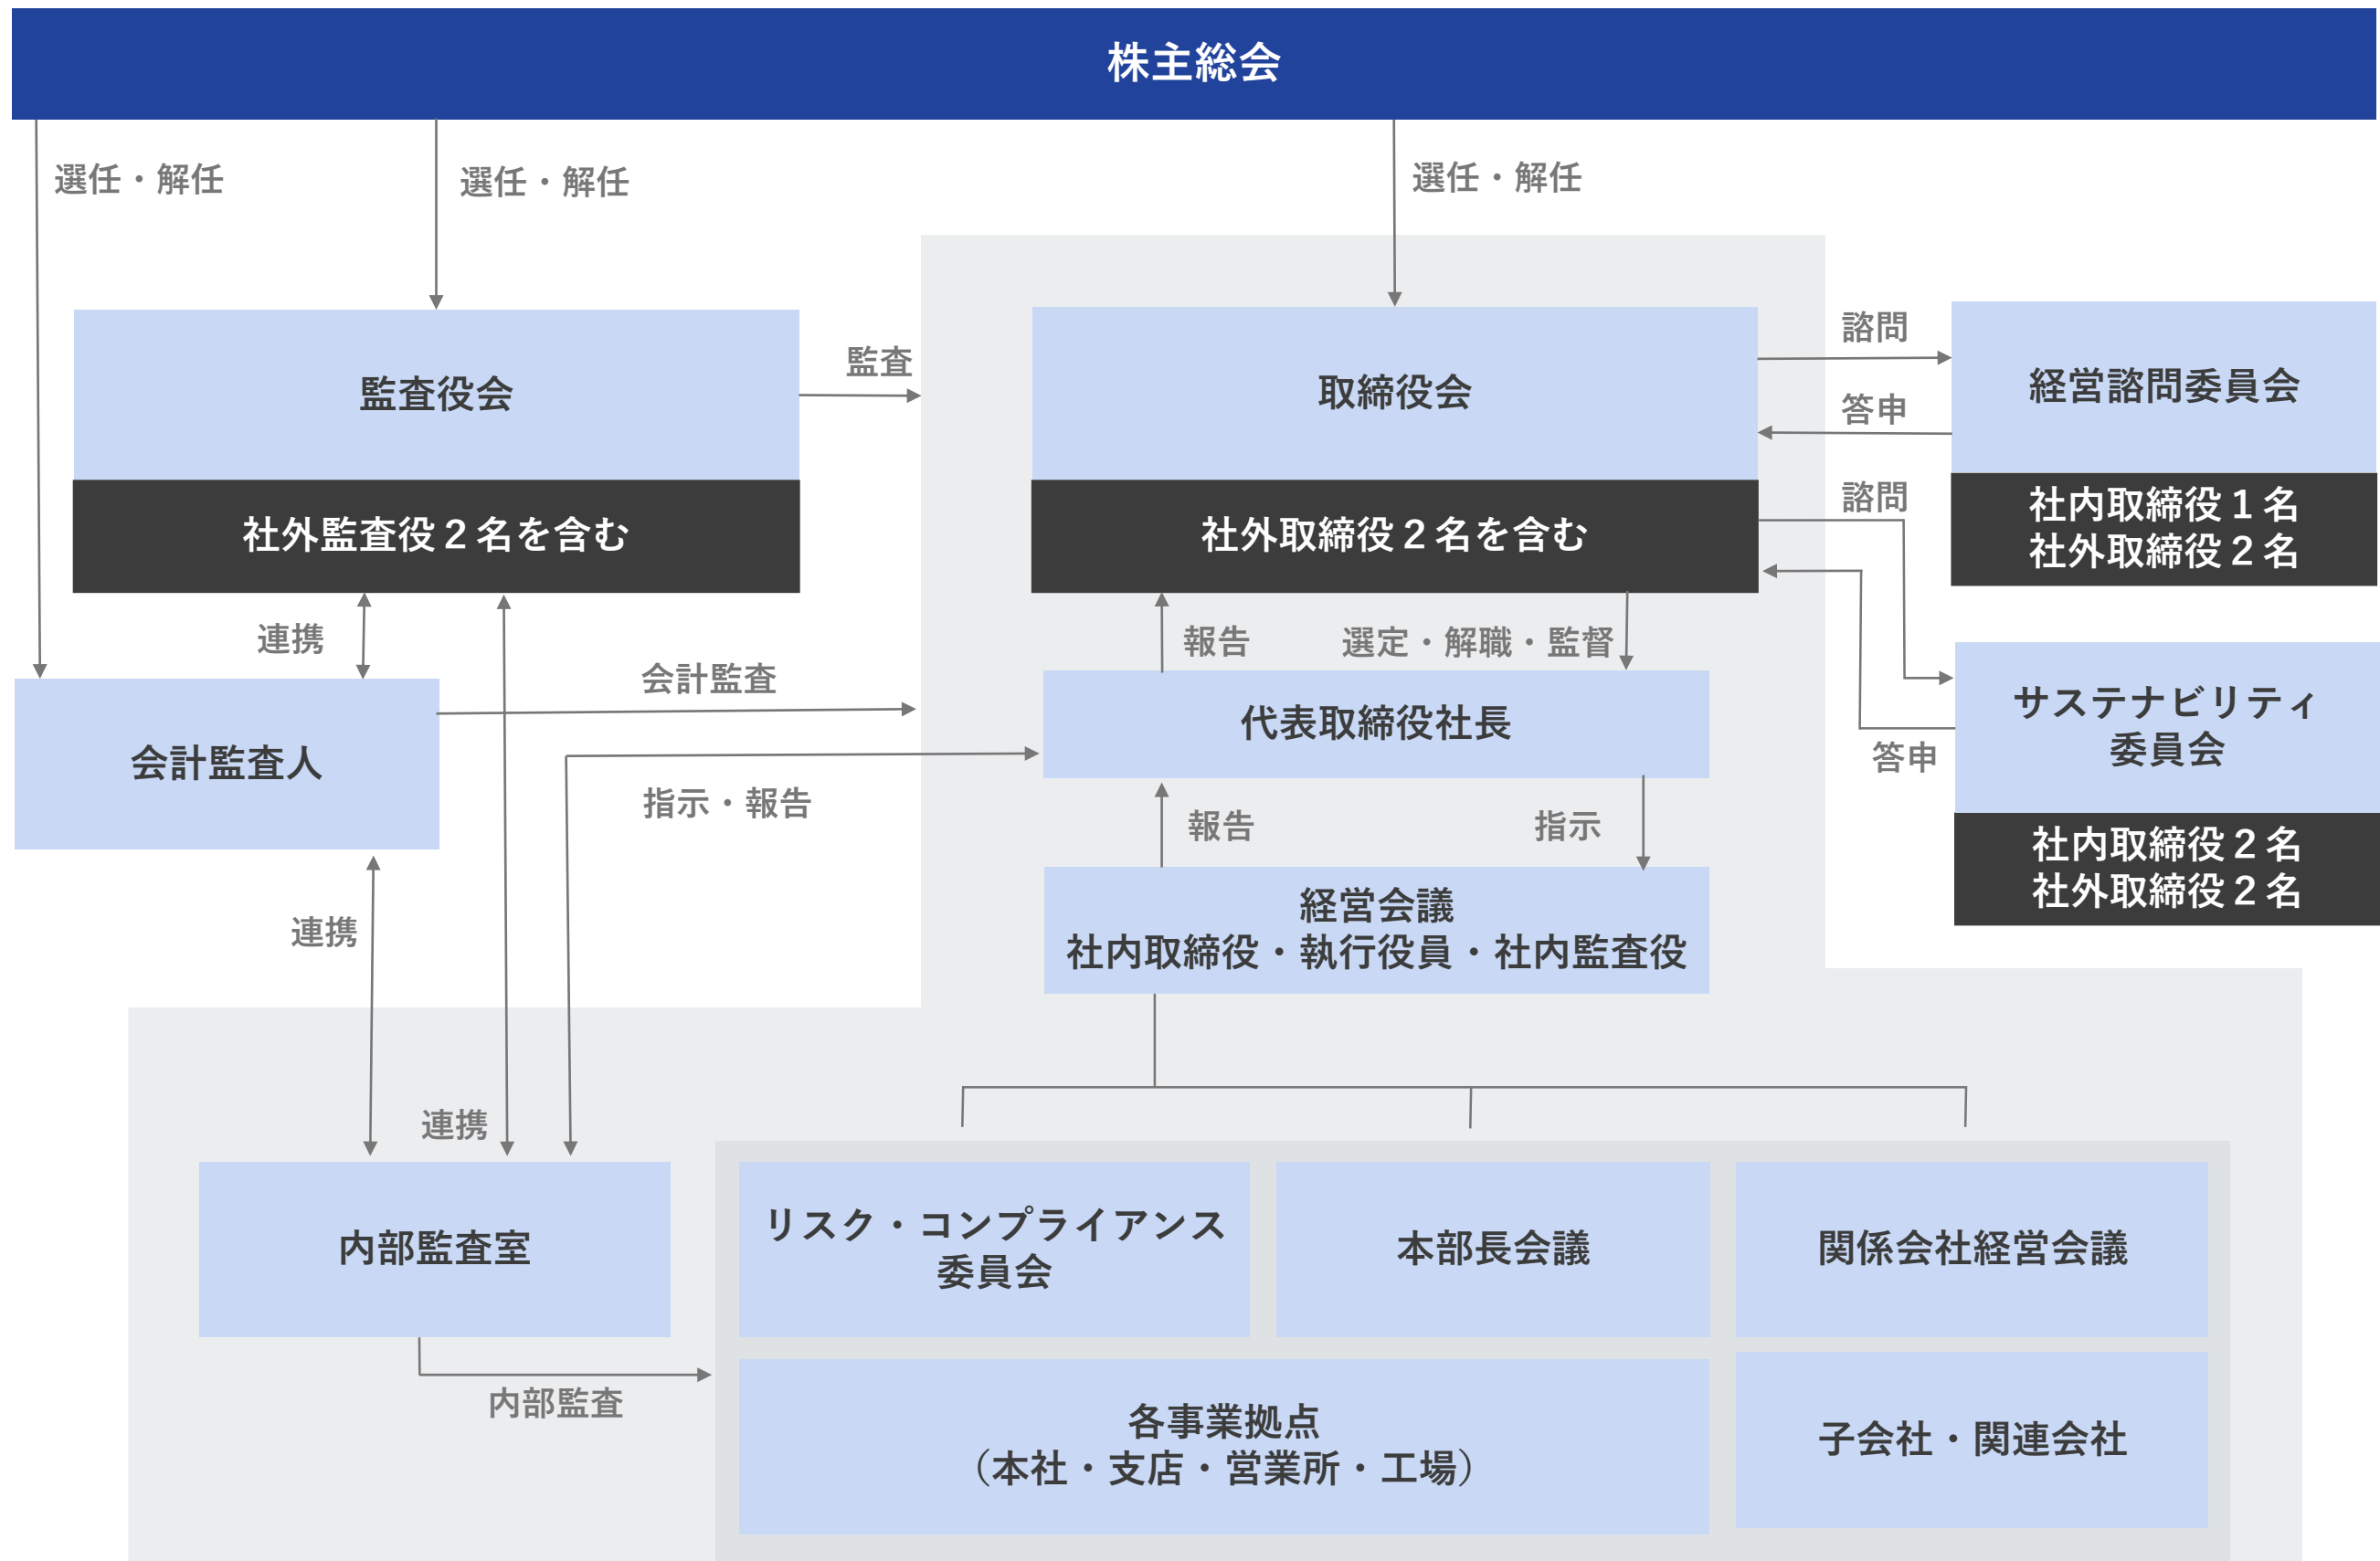 株主総会
選任・解任
選任・解任
選任・解任
監査役会
社外監査役２名を含む
監査
取締役会
社外取締役２名を含む
諮問
答申
経営諮問委員会
社内取締役１名
社外取締役２名
諮問
答申
サステナビリティ
委員会
社内取締役２名
社外取締役２名
連携
会計監査
報告
選定・解職・監督
会計監査人
代表取締役社長
指示・報告
報告
指示
連携
経営会議
社内取締役・執行役員・社内監査役
連携
内部監査室
リスク・コンプライアンス
委員会
本部長会議
関係会社経営会議
内部監査
各事業拠点
（本社・支店・営業所・工場）
子会社・関連会社